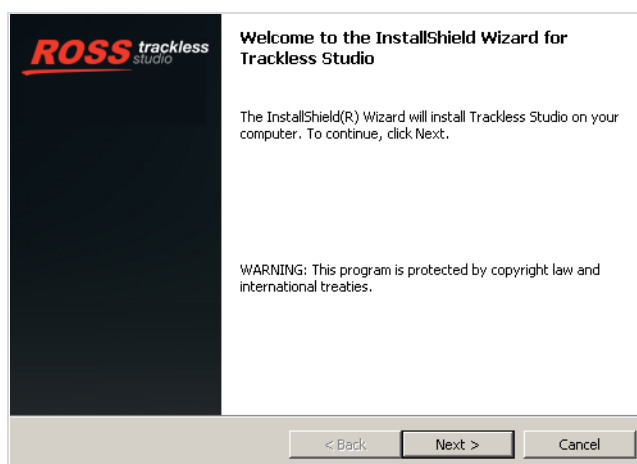 ROSS trackless
studio
Welcome to the InstallShield Wizard for
Trackless Studio
The InstallShield(R) Wizard will install Trackless Studio on your
computer. To continue, click Next.
WARNING: This program is protected by copyright law and
international treaties.
< Back
Next >
Cancel